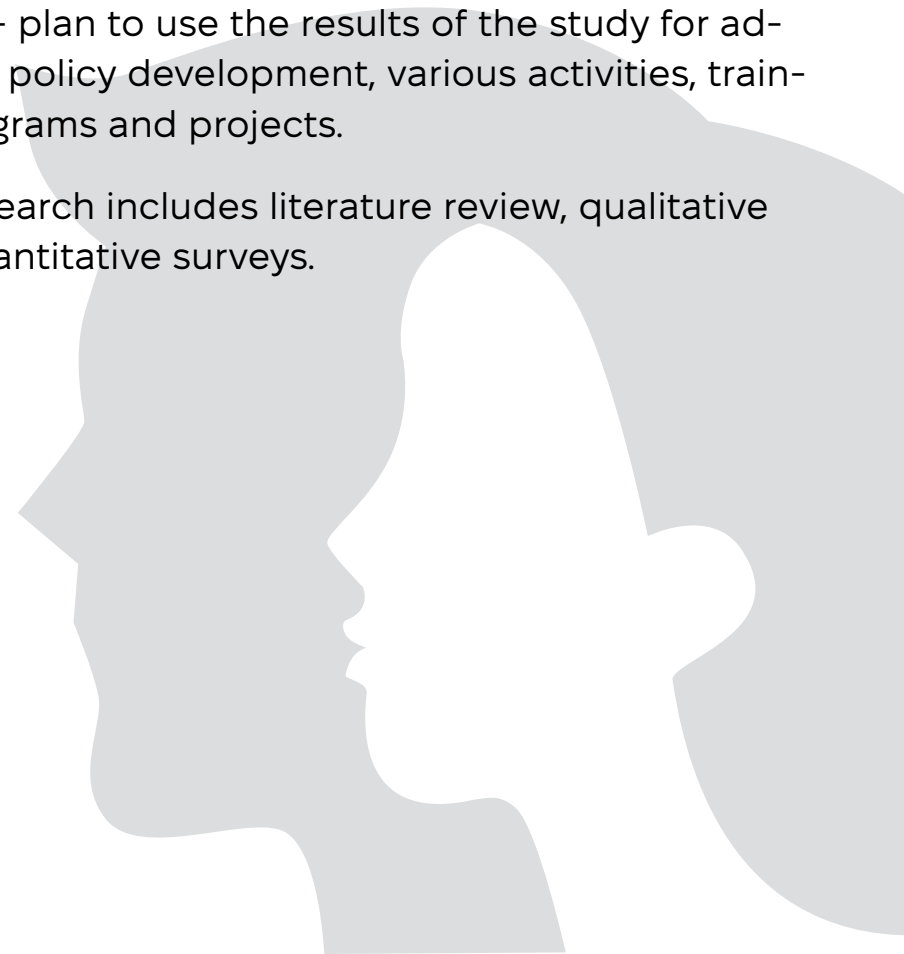 - plan to use the results of the study for ad-
policy development, various activities, train-
grams and projects.
earch includes literature review, qualitative
antitative surveys.